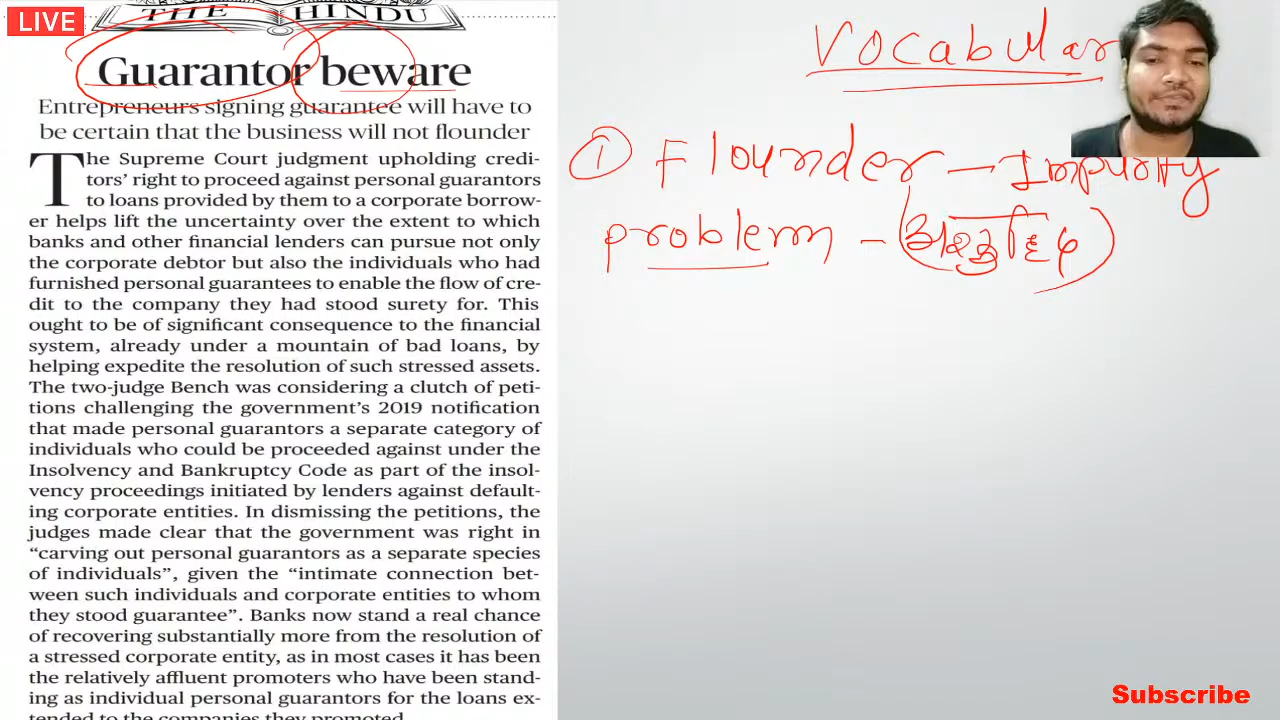 LIVE
THE HINDU
Guarantor beware
Entrepreneurs signing guarantee will have to
be certain that the business will not flounder
The Supreme Court judgment upholding credi-
tors’ right to proceed against personal guarantors
to loans provided by them to a corporate borrow-
er helps lift the uncertainty over the extent to which
banks and other financial lenders can pursue not only
the corporate debtor but also the individuals who had
furnished personal guarantees to enable the flow of cre-
dit to the company they had stood surety for. This
ought to be of significant consequence to the financial
system, already under a mountain of bad loans, by
helping expedite the resolution of such stressed assets.
The two-judge Bench was considering a clutch of peti-
tions challenging the government’s 2019 notification
that made personal guarantors a separate category of
individuals who could be proceeded against under the
Insolvency and Bankruptcy Code as part of the insol-
vency proceedings initiated by lenders against default-
ing corporate entities. In dismissing the petitions, the
judges made clear that the government was right in
“carving out personal guarantors as a separate species
of individuals”, given the “intimate connection bet-
ween such individuals and corporate entities to whom
they stood guarantee”. Banks now stand a real chance
of recovering substantially more from the resolution of
a stressed corporate entity, as in most cases it has been
the relatively affluent promoters who have been stand-
ing as individual personal guarantors for the loans ex-
tended to the companies they promoted.
Vocabular
① Flounder – Impurity
problem –
Subscribe